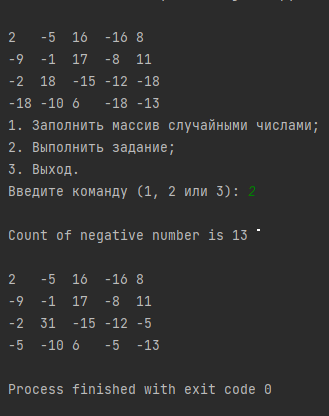 2 -5 16 -16 8
-9 -1 17 -8 11
-2 18 -15 -12 -18
-18 -10 6 -18 -13
1. Заполнить массив случайными числами;
2. Выполнить задание;
3. Выход.
Введите команду (1, 2 или 3): 2
Count of negative number is 13
2 -5 16 -16 8
-9 -1 17 -8 11
-2 31 -15 -12 -5
-5 -10 6 -5 -13
Process finished with exit code 0